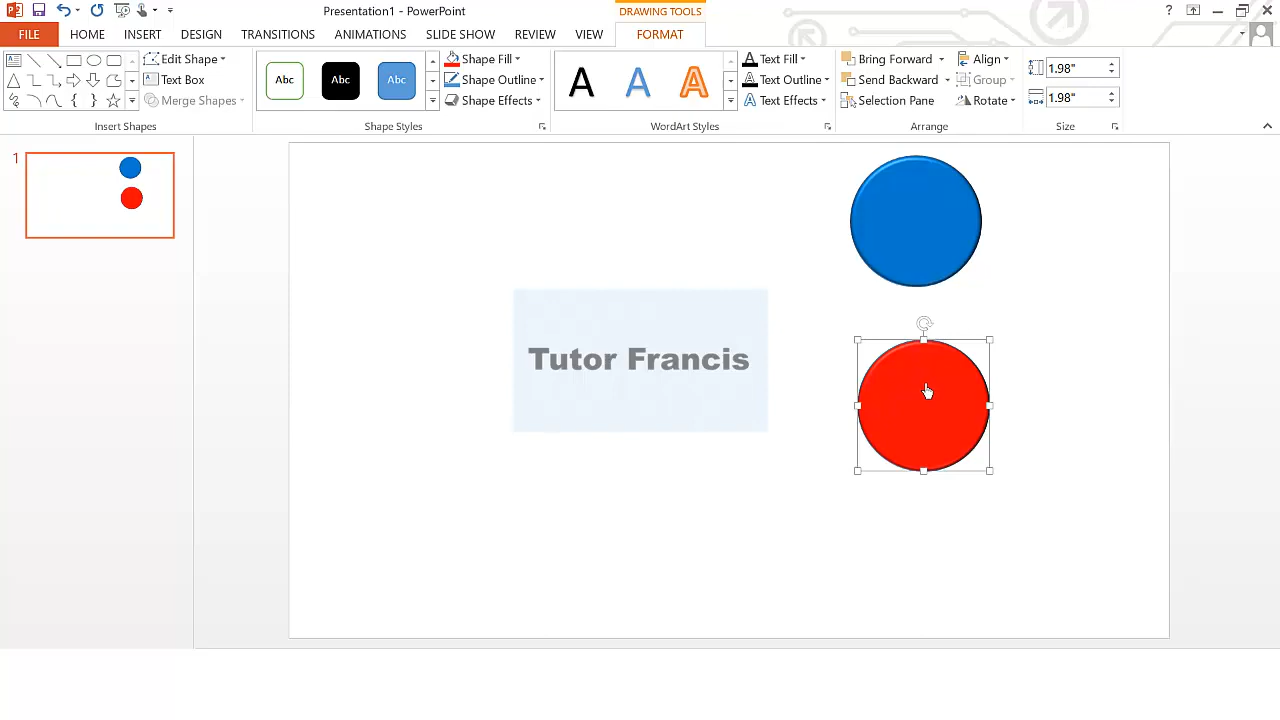 Presentation1 - PowerPoint
DRAWING TOOLS
?
FILE
HOME
INSERT
DESIGN
TRANSITIONS
ANIMATIONS
SLIDE SHOW
REVIEW
VIEW
FORMAT
Edit Shape
Text Box
Merge Shapes
Insert Shapes
Abc
Abc
Abc
Shape Fill
Shape Outline
Shape Effects
Shape Styles
A
A
A
Text Fill
Text Outline
Text Effects
WordArt Styles
Bring Forward
Send Backward
Selection Pane
Align
Group
Rotate
Arrange
1.98"
1.98"
Size
1
Tutor Francis